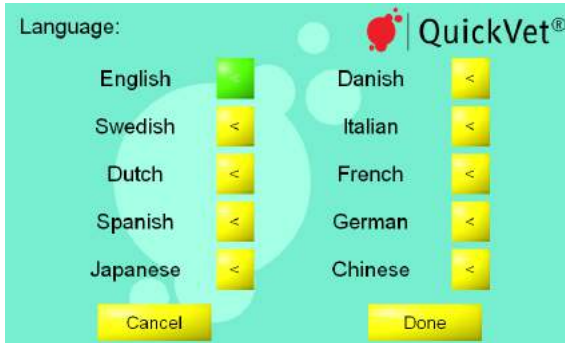 Language:
QuickVet®
English < Danish <
Swedish < Italian <
Dutch < French <
Spanish < German <
Japanese < Chinese <
Cancel Done